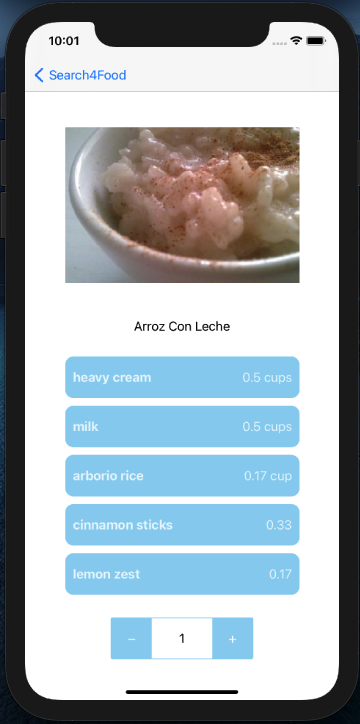 10:01
Search4Food
Arroz Con Leche
heavy cream 0.5 cups
milk 0.5 cups
arborio rice 0.17 cup
cinnamon sticks 0.33
lemon zest 0.17
− 1 +